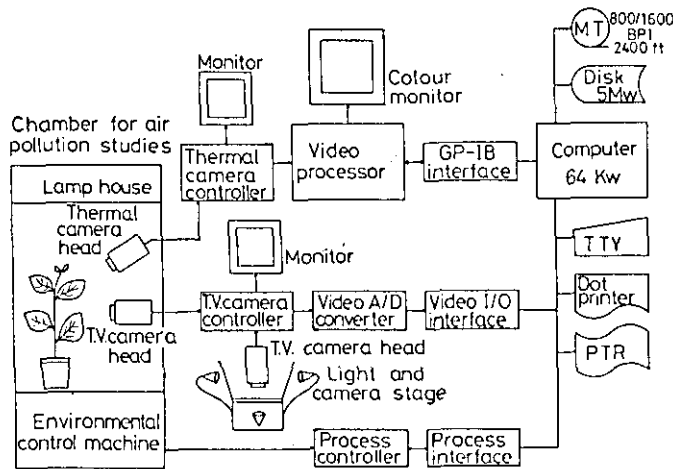 MT
800/1600
BPI
2400 ft
Disk
5Mw
Monitor
Colour
monitor
Chamber for air
pollution studies
Lamp house
Thermal
camera
controller
Video
processor
GP-1B
interface
Computer
64 Kw
Thermal
camera
head
Monitor
TTY
T.V.camera
head
T.V.camera
controller
Video A/D
converter
Video I/O
interface
Dot
printer
T.V. camera head
Light and
camera stage
PTR
Environmental
control machine
Process
controller
Process
interface